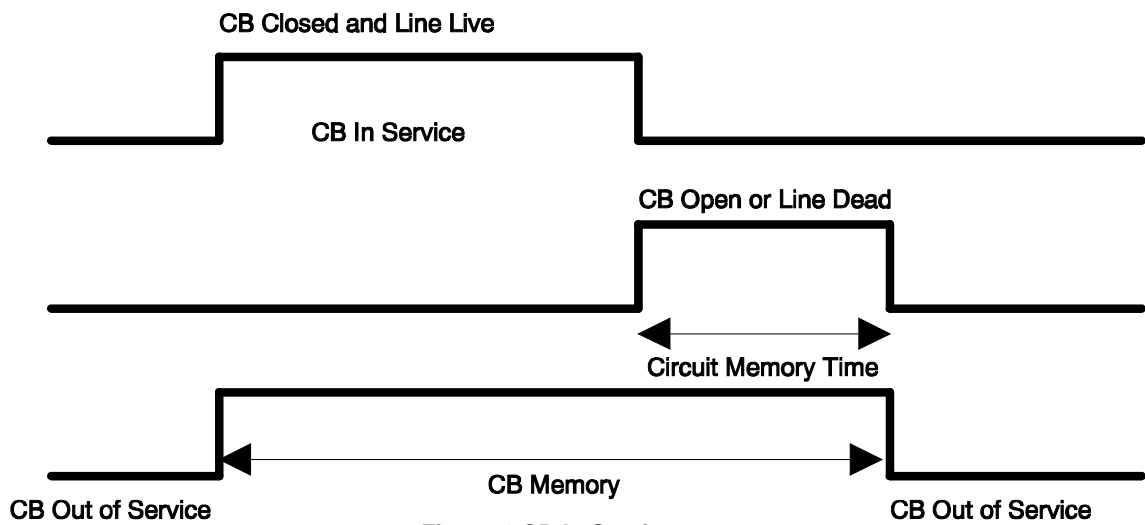 CB Closed and Line Live
CB In Service
CB Open or Line Dead
Circuit Memory Time
CB Memory
CB Out of Service
CB Out of Service